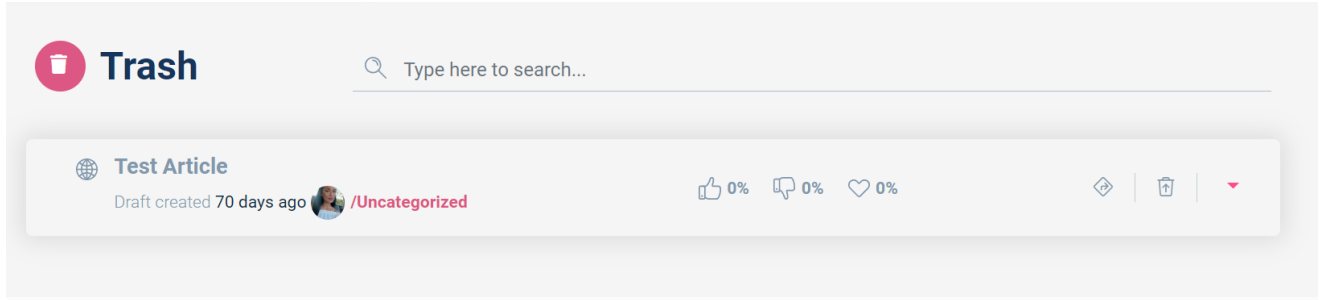 Trash
Type here to search...
Test Article
0% 0% 0%
Draft created 70 days ago /Uncategorized